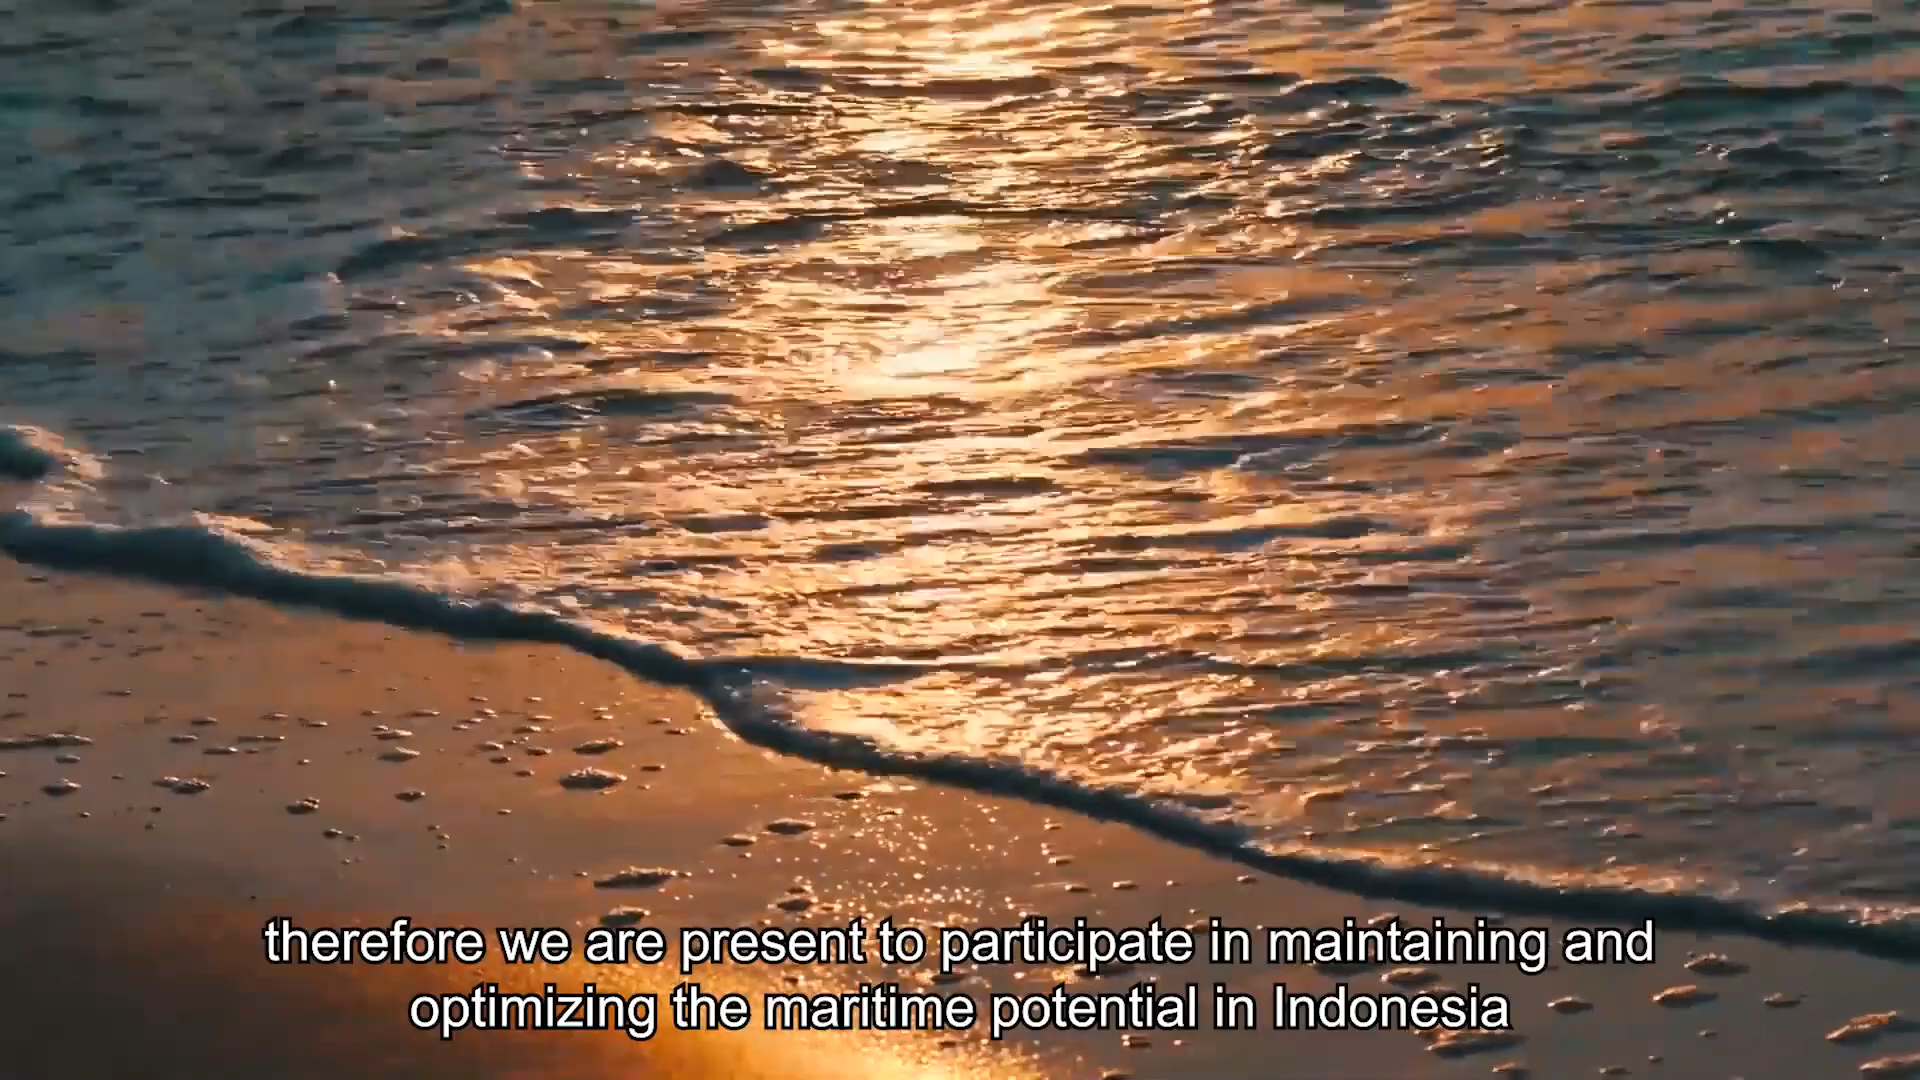 therefore we are present to participate in maintaining and
optimizing the maritime potential in Indonesia